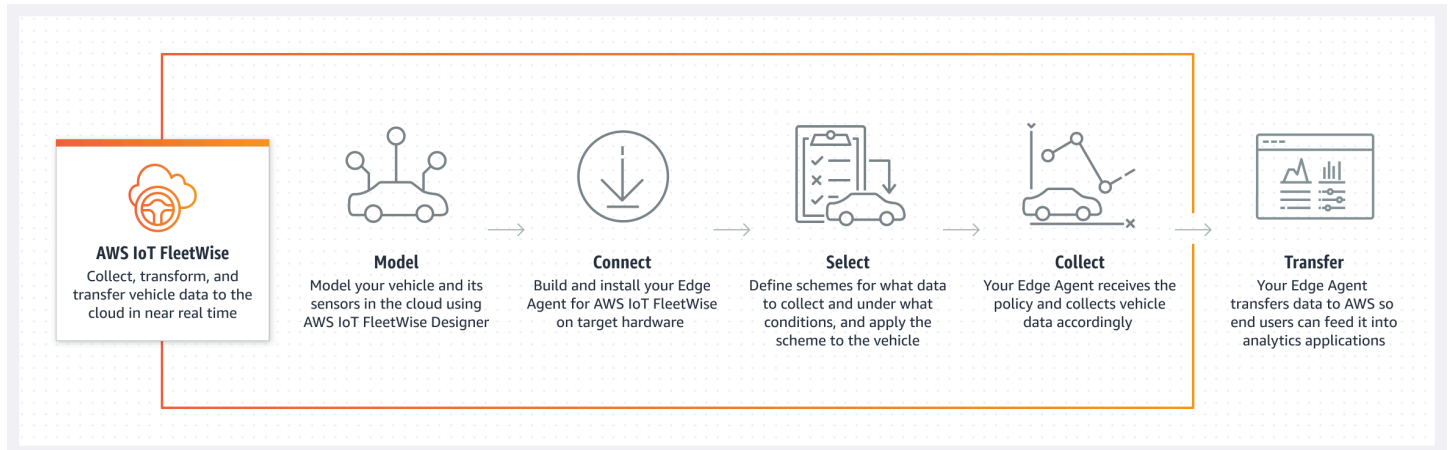 AWS IoT FleetWise
Collect, transform, and
transfer vehicle data to the
cloud in near real time
Model
Model your vehicle and its
sensors in the cloud using
AWS IoT FleetWise Designer
Connect
Build and install your Edge
Agent for AWS IoT FleetWise
on target hardware
Select
Define schemes for what data
to collect and under what
conditions, and apply the
scheme to the vehicle
Collect
Your Edge Agent receives the
policy and collects vehicle
data accordingly
Transfer
Your Edge Agent
transfers data to AWS so
end users can feed it into
analytics applications